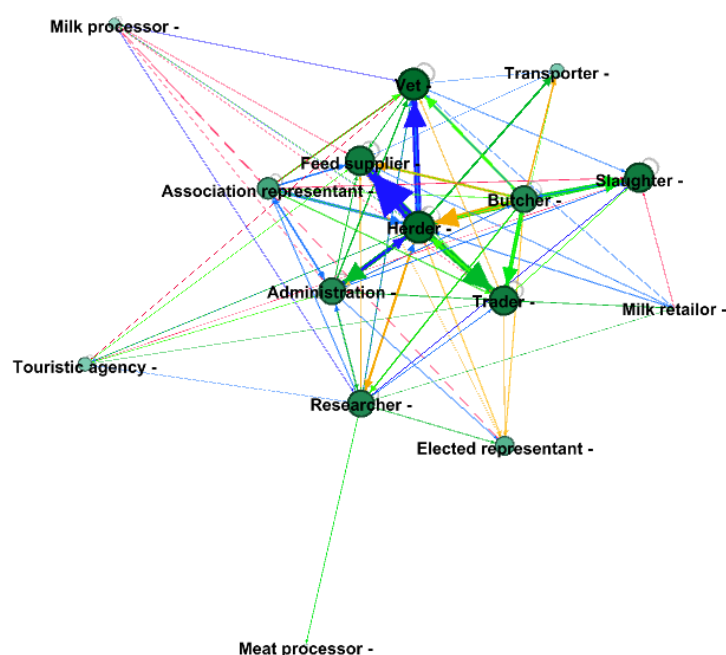 Milk processor -
Transporter -
Vet -
Feed supplier -
Association representant -
Slaughter -
Butcher -
Herder -
Administration -
Trader -
Milk retailor -
Touristic agency -
Researcher -
Elected representant -
Meat processor -